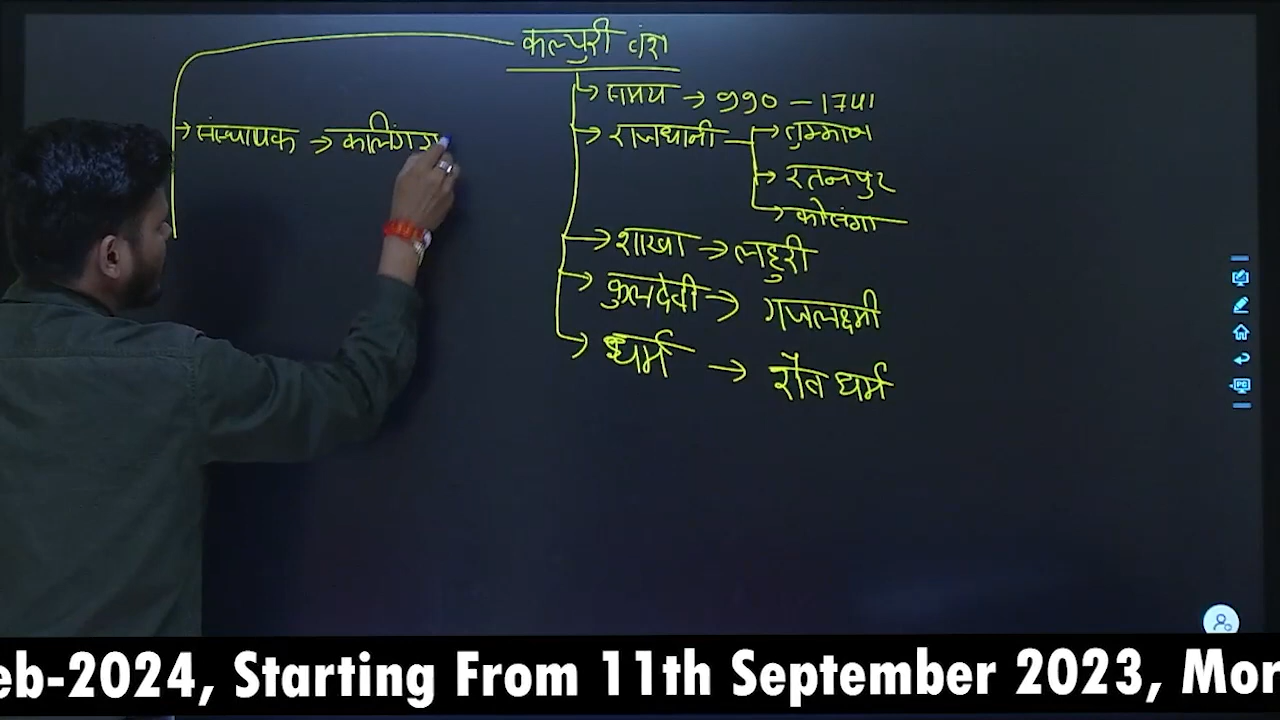 कल्चुरी वंश
समय → 990 - 1741
राजधानी → तुम्माण
→ रतनपुर
→ कोलंगा
शाखा → लहुरी
कुलदेवी → गजलक्ष्मी
धर्म → शैव धर्म
संस्थापक → कलिंगरा
eb-2024, Starting From 11th September 2023, Mor